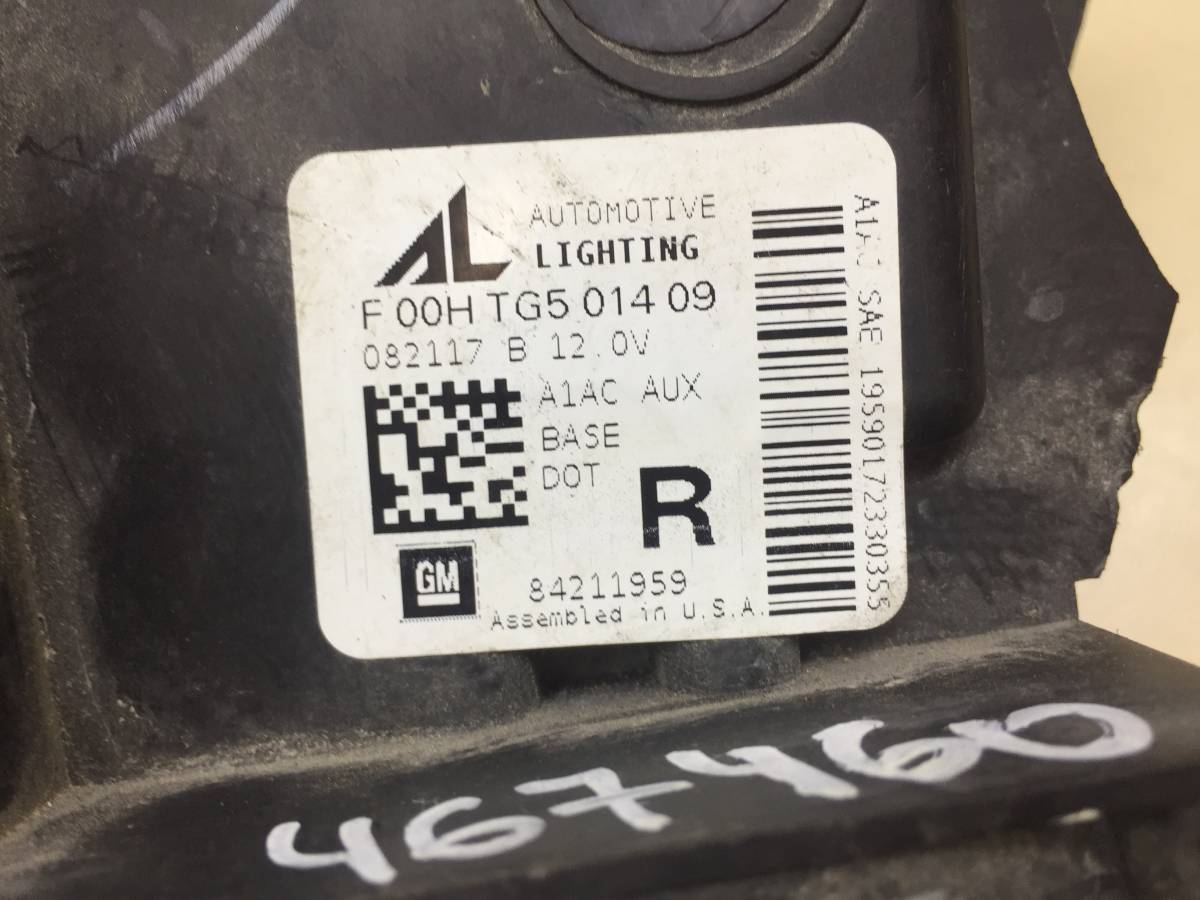 AL
AUTOMOTIVE
LIGHTING
F 00H TG5 014 09
082117 B 12.0V
A1AC AUX
BASE
DOT
R
GM
84211959
Assembled in U.S.A.
SAE 19590172330355
467460